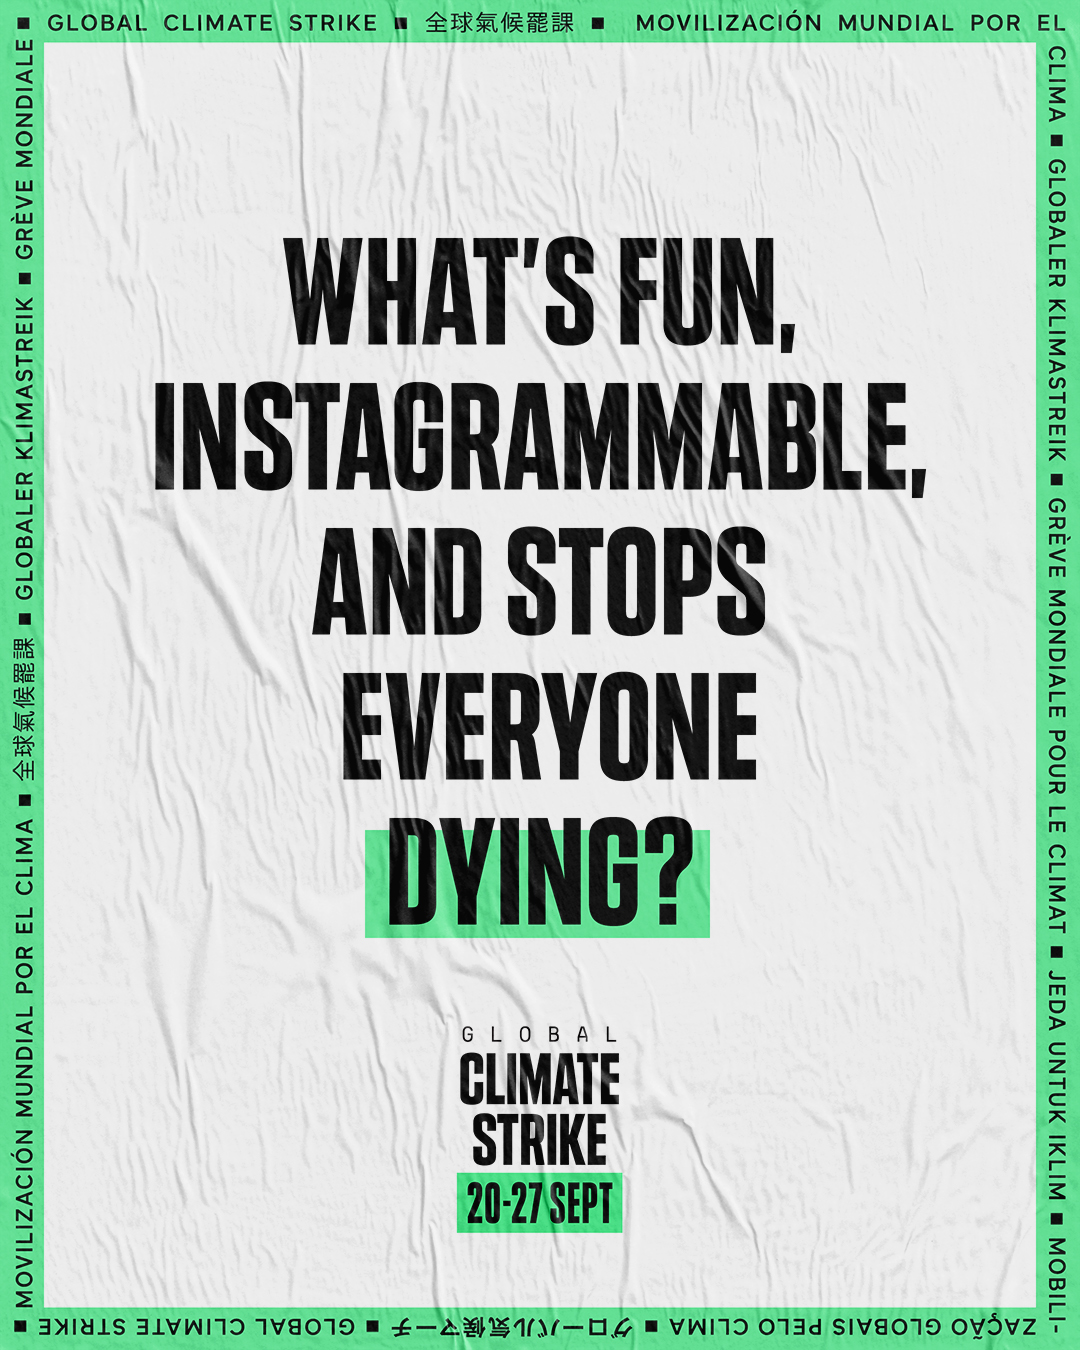 ■ GLOBAL CLIMATE STRIKE ■ 全球氣候罷課 ■ MOVILIZACIÓN MUNDIAL POR EL
CLIMA ■ GLOBALER KLIMASTREIK ■ GRÈVE MONDIALE POUR LE CLIMAT ■ JEDA UNTUK IKLIM ■ MOBILI-
ZAÇÃO GLOBAIS PELO CLIMA ■ グローバル気候マーチ ■ GLOBAL CLIMATE STRIKE ■
MOVILIZACIÓN MUNDIAL POR EL CLIMA ■ 全球氣候罷課 ■ GLOBALER KLIMASTREIK ■ GRÈVE MONDIALE
WHAT'S FUN,
INSTAGRAMMABLE,
AND STOPS
EVERYONE
DYING?
GLOBAL
CLIMATE
STRIKE
20-27 SEPT